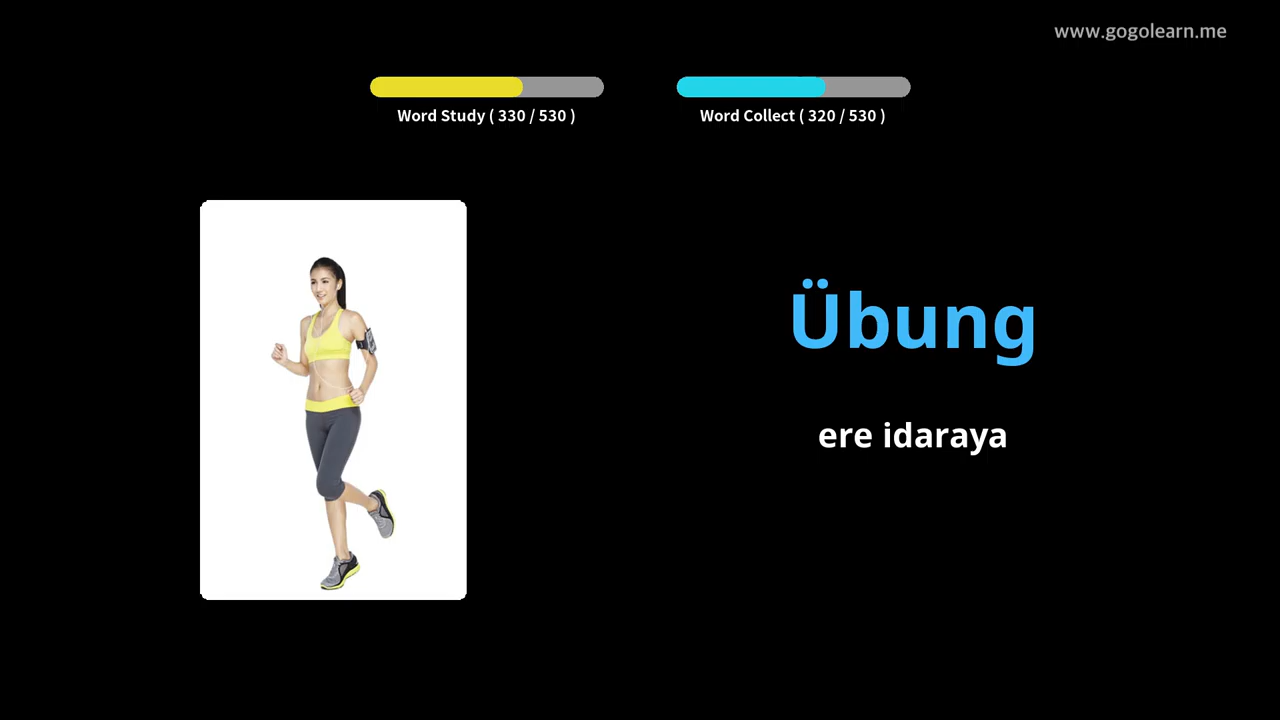 www.gogolearn.me
Word Study ( 330 / 530 )
Word Collect ( 320 / 530 )
Übung
ere idaraya